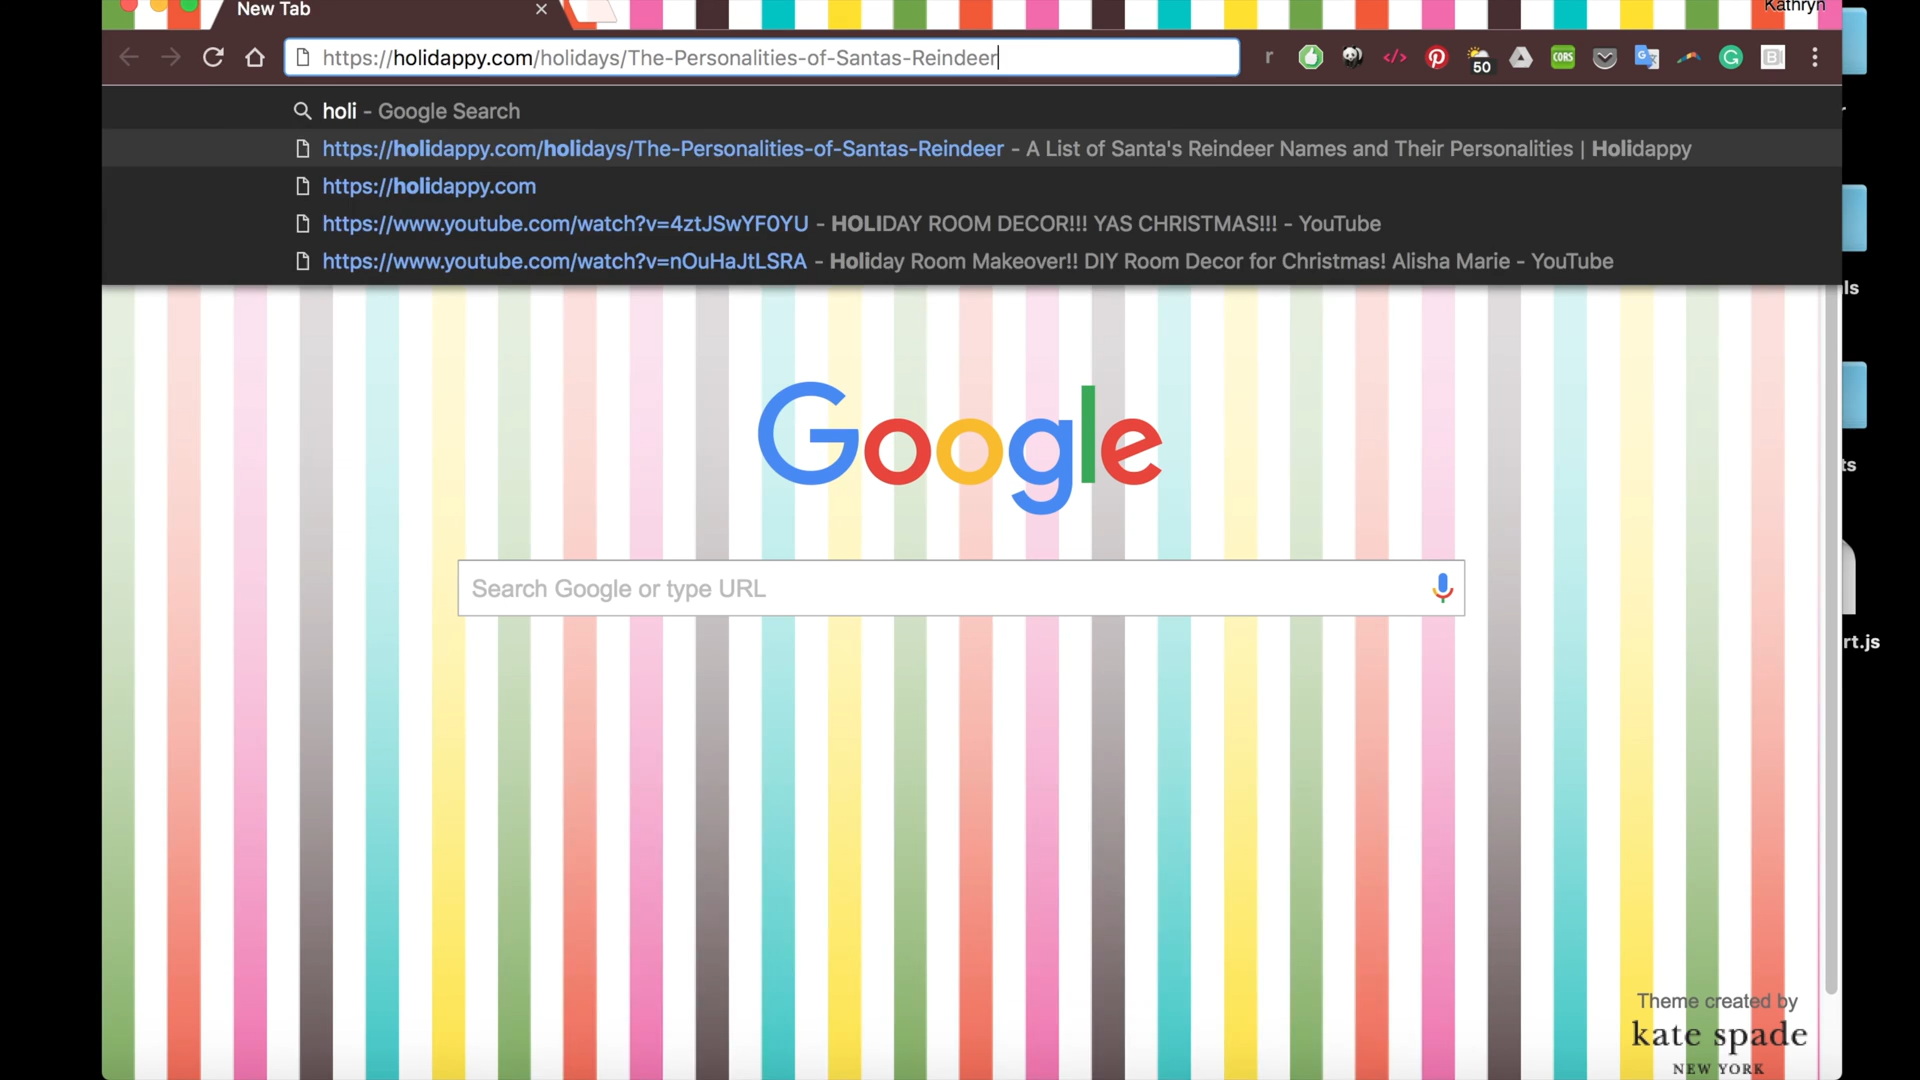 New Tab
Kathryn
https://holidappy.com/holidays/The-Personalities-of-Santas-Reindeer
r
50
CORS
G
B
holi - Google Search
https://holidappy.com/holidays/The-Personalities-of-Santas-Reindeer - A List of Santa's Reindeer Names and Their Personalities | Holidappy
https://holidappy.com
https://www.youtube.com/watch?v=4ztJSwYF0YU - HOLIDAY ROOM DECOR!!! YAS CHRISTMAS!!! - YouTube
https://www.youtube.com/watch?v=nOuHaJtLSRA - Holiday Room Makeover!! DIY Room Decor for Christmas! Alisha Marie - YouTube
ls
Google
ts
Search Google or type URL
rt.js
Theme created by
kate spade
NEW YORK